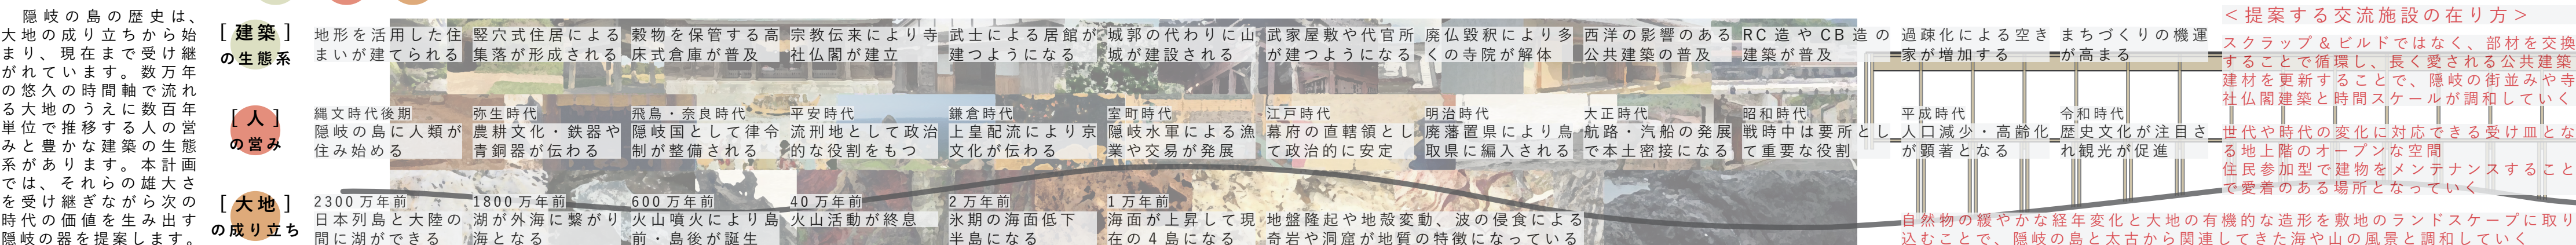 隠岐の島の歴史は、
大地の成り立ちから始
まり、現在まで受け継
がれています。数万年
の悠久の時間軸で流れ
る大地のうえに数百年
単位で推移する人の営
みと豊かな建築の生態
系があります。本計画
では、それらの雄大さ
を受け継ぎながら次の
時代の価値を生み出す
隠岐の器を提案します。
［建築］
の生態系
地形を活用した住
まいが建てられる
竪穴式住居による
集落が形成される
穀物を保管する高
床式倉庫が普及
宗教伝来により寺
社仏閣が建立
武士による居館が
建つようになる
城郭の代わりに山
城が建設される
武家屋敷や代官所
が建つようになる
廃仏毀釈により多
くの寺院が解体
西洋の影響のある
公共建築の普及
RC造やCB造の
建築が普及
過疎化による空き
家が増加する
まちづくりの機運
が高まる
［人］
の営み
縄文時代後期
隠岐の島に人類が
住み始める
弥生時代
農耕文化・鉄器や
青銅器が伝わる
飛鳥・奈良時代
隠岐国として律令
制が整備される
平安時代
流刑地として政治
的な役割をもつ
鎌倉時代
上皇配流により京
文化が伝わる
室町時代
隠岐水軍による漁
業や交易が発展
江戸時代
幕府の直轄領とし
て政治的に安定
明治時代
廃藩置県により鳥
取県に編入される
大正時代
航路・汽船の発展
で本土密接になる
昭和時代
戦時中は要所とし
て重要な役割
平成時代
人口減少・高齢化
が顕著となる
令和時代
歴史文化が注目さ
れ観光が促進
［大地］
の成り立ち
2300万年前
日本列島と大陸の
間に湖ができる
1800万年前
湖が外海に繋がり
海となる
600万年前
火山噴火により島
前・島後が誕生
40万年前
火山活動が終息
2万年前
氷期の海面低下
半島になる
1万年前
海面が上昇して現
在の4島になる
地盤隆起や地殻変動、波の侵食による
奇岩や洞窟が地質の特徴になっている
＜提案する交流施設の在り方＞
スクラップ&ビルドではなく、部材を交換
することで循環し、長く愛される公共建築
建材を更新することで、隠岐の街並みや寺
社仏閣建築と時間スケールが調和していく
世代や時代の変化に対応できる受け皿とな
る地上階のオープンな空間
住民参加型で建物をメンテナンスすること
で愛着のある場所となっていく
自然物の緩やかな経年変化と大地の有機的な造形を敷地のランドスケープに取り
込むことで、隠岐の島と太古から関連してきた海や山の風景と調和していく